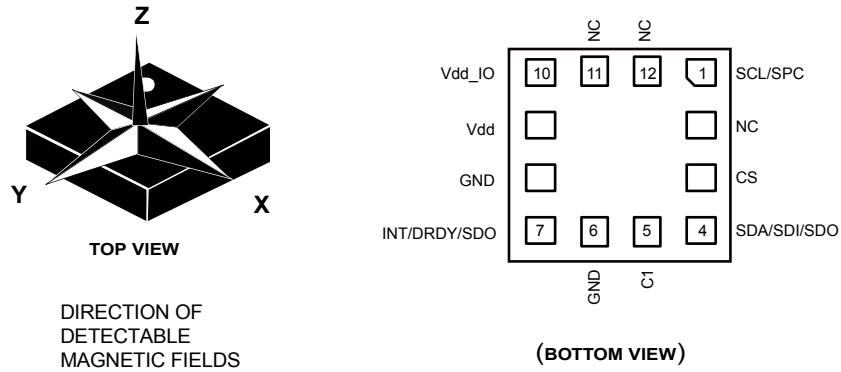 Z
Y
X
TOP VIEW
DIRECTION OF
DETECTABLE
MAGNETIC FIELDS
NC
NC
Vdd_IO
10
11
12
1
SCL/SPC
Vdd
NC
GND
CS
INT/DRDY/SDO
7
6
5
4
SDA/SDI/SDO
GND
C1
(BOTTOM VIEW)